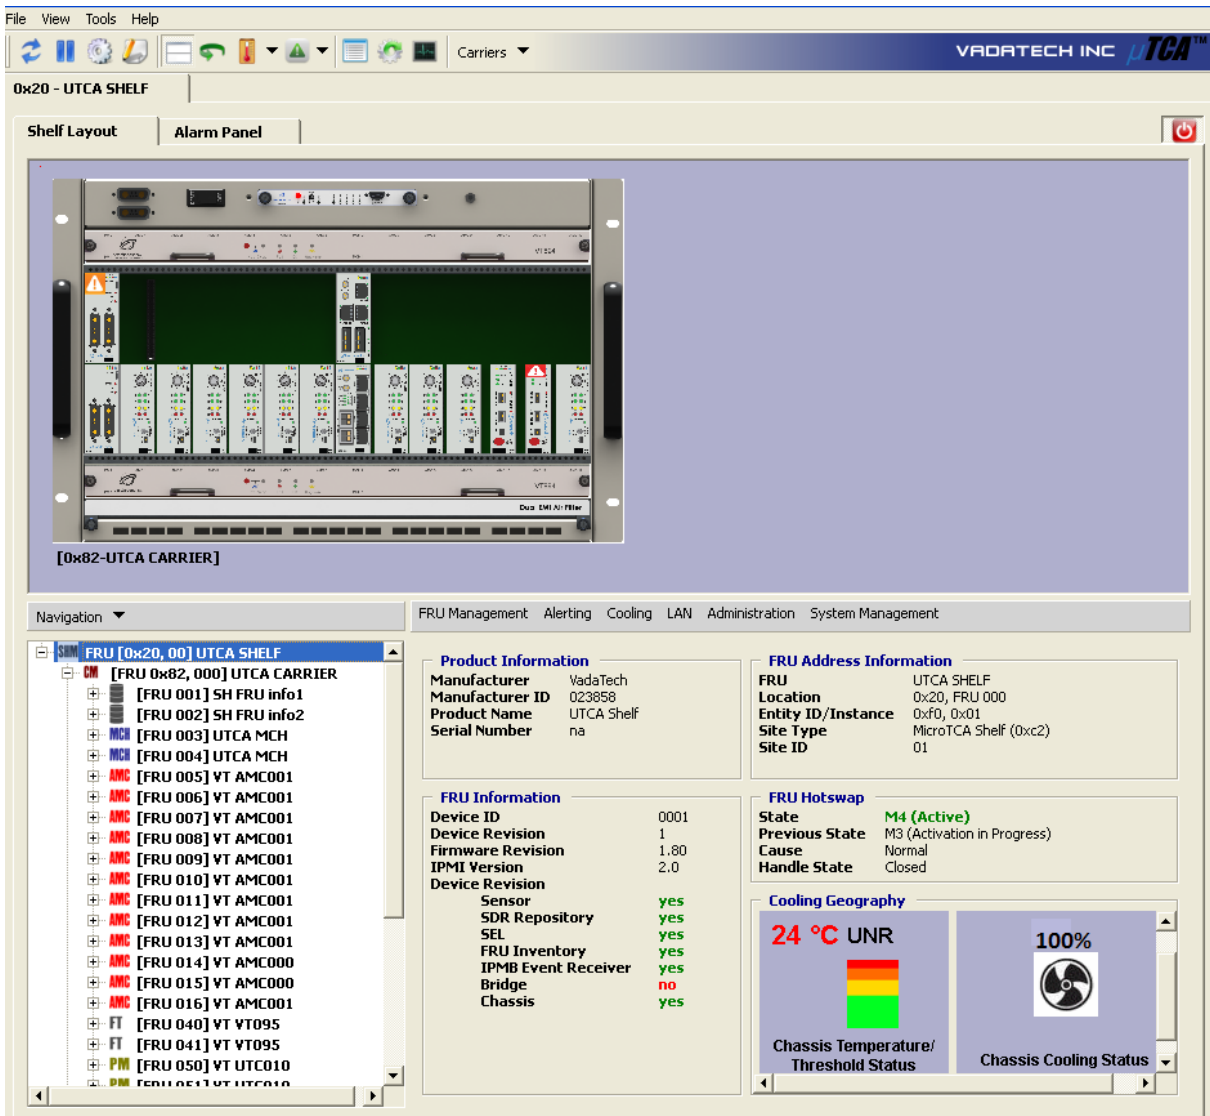 File View Tools Help
Carriers
VADATECH INC µTCA™
0x20 - UTCA SHELF
Shelf Layout Alarm Panel
VT894
Dual EMI Air Filter
[0x82-UTCA CARRIER]
Navigation
FRU Management Alerting Cooling LAN Administration System Management
SHM FRU [0x20, 00] UTCA SHELF
CM [FRU 0x82, 000] UTCA CARRIER
[FRU 001] SH FRU info1
[FRU 002] SH FRU info2
MCH [FRU 003] UTCA MCH
MCH [FRU 004] UTCA MCH
AMC [FRU 005] VT AMC001
AMC [FRU 006] VT AMC001
AMC [FRU 007] VT AMC001
AMC [FRU 008] VT AMC001
AMC [FRU 009] VT AMC001
AMC [FRU 010] VT AMC001
AMC [FRU 011] VT AMC001
AMC [FRU 012] VT AMC001
AMC [FRU 013] VT AMC001
AMC [FRU 014] VT AMC000
AMC [FRU 015] VT AMC000
AMC [FRU 016] VT AMC001
FT [FRU 040] VT VT095
FT [FRU 041] VT VT095
PM [FRU 050] VT UTC010
PM [FRU 051] VT UTC010
Product Information
Manufacturer VadaTech
Manufacturer ID 023858
Product Name UTCA Shelf
Serial Number na
FRU Address Information
FRU UTCA SHELF
Location 0x20, FRU 000
Entity ID/Instance 0xf0, 0x01
Site Type MicroTCA Shelf (0xc2)
Site ID 01
FRU Information
Device ID 0001
Device Revision 1
Firmware Revision 1.80
IPMI Version 2.0
Device Revision
Sensor yes
SDR Repository yes
SEL yes
FRU Inventory yes
IPMB Event Receiver yes
Bridge no
Chassis yes
FRU Hotswap
State M4 (Active)
Previous State M3 (Activation in Progress)
Cause Normal
Handle State Closed
Cooling Geography
24 °C UNR
Chassis Temperature/
Threshold Status
100%
Chassis Cooling Status